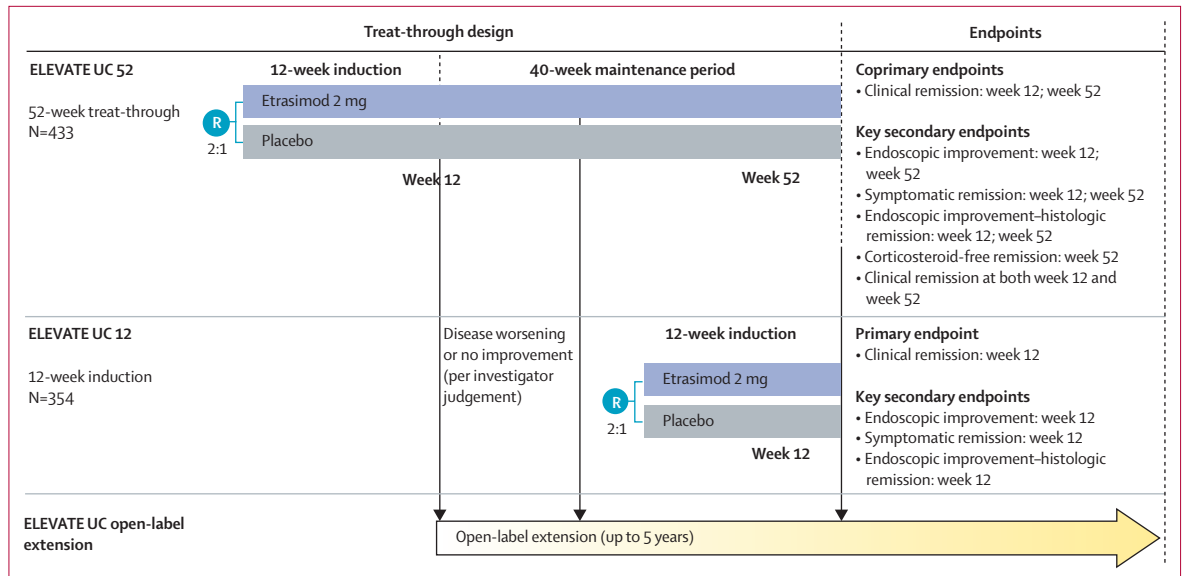 Treat-through design
Endpoints
ELEVATE UC 52
52-week treat-through
N=433
12-week induction
40-week maintenance period
R
2:1
Etrasimod 2 mg
Placebo
Week 12
Week 52
Coprimary endpoints
• Clinical remission: week 12; week 52
Key secondary endpoints
• Endoscopic improvement: week 12;
week 52
• Symptomatic remission: week 12; week 52
• Endoscopic improvement–histologic
remission: week 12; week 52
• Corticosteroid-free remission: week 52
• Clinical remission at both week 12 and
week 52
ELEVATE UC 12
12-week induction
N=354
Disease worsening
or no improvement
(per investigator
judgement)
12-week induction
R
2:1
Etrasimod 2 mg
Placebo
Week 12
Primary endpoint
• Clinical remission: week 12
Key secondary endpoints
• Endoscopic improvement: week 12
• Symptomatic remission: week 12
• Endoscopic improvement–histologic
remission: week 12
ELEVATE UC open-label
extension
Open-label extension (up to 5 years)